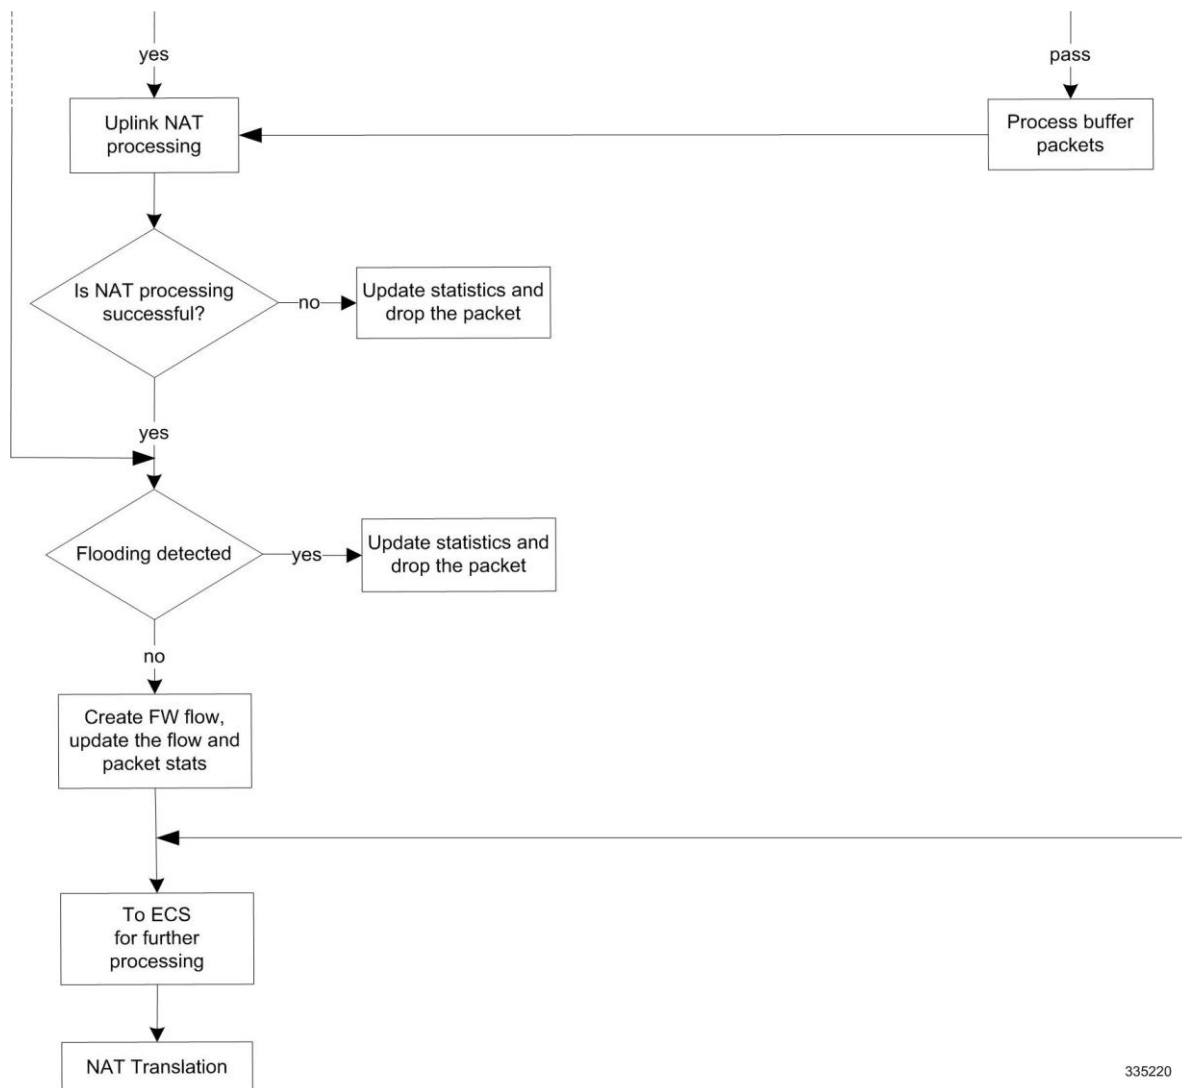 yes
pass
Uplink NAT
processing
Process buffer
packets
Is NAT processing
successful?
no
Update statistics and
drop the packet
yes
Flooding detected
yes
Update statistics and
drop the packet
no
Create FW flow,
update the flow and
packet stats
To ECS
for further
processing
NAT Translation
335220